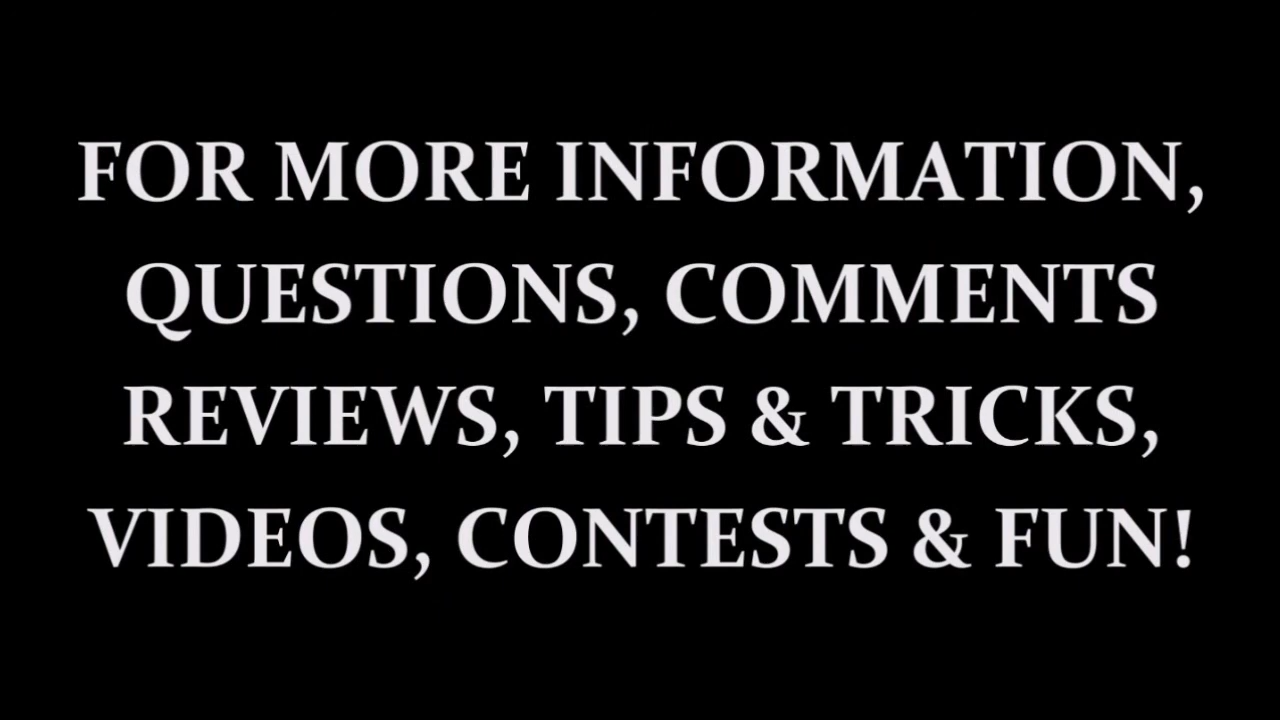 FOR MORE INFORMATION,
QUESTIONS, COMMENTS
REVIEWS, TIPS & TRICKS,
VIDEOS, CONTESTS & FUN!